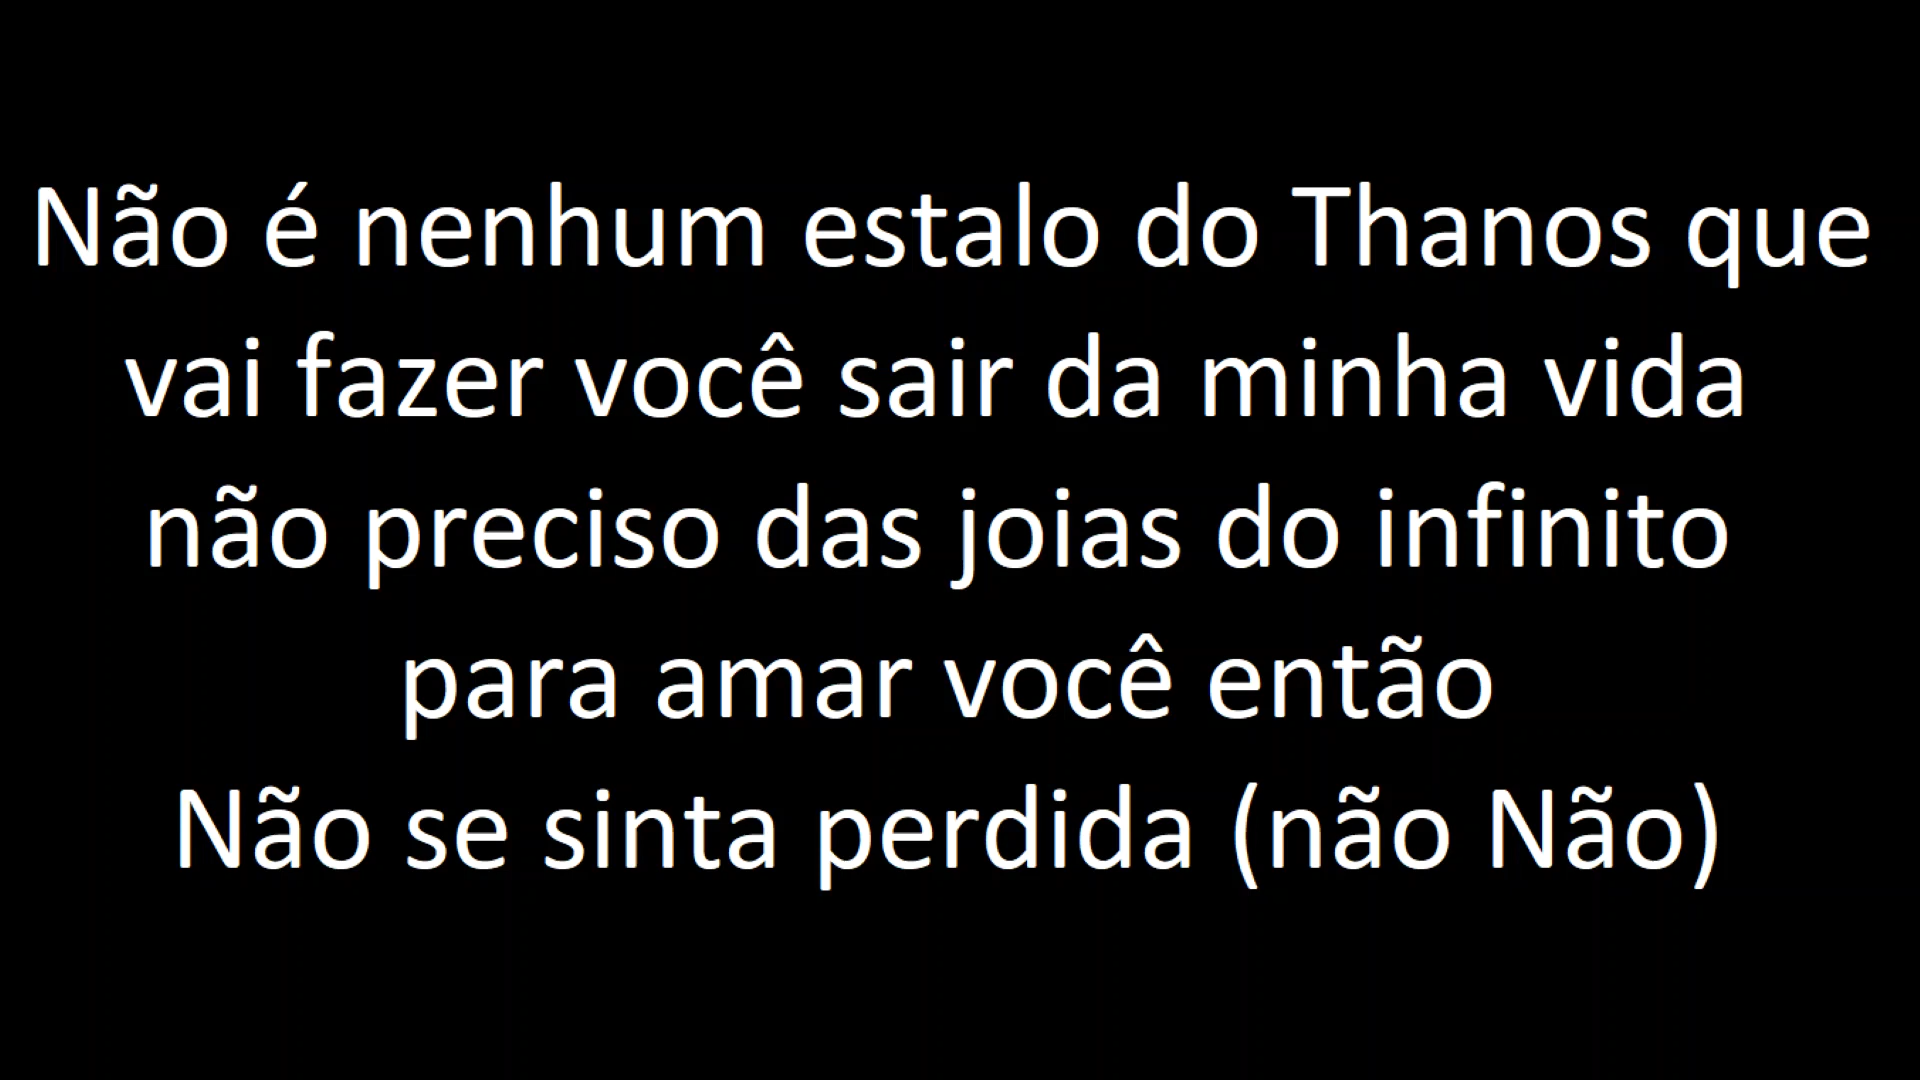 Não é nenhum estalo do Thanos que
vai fazer você sair da minha vida
não preciso das joias do infinito
para amar você então
Não se sinta perdida (não Não)